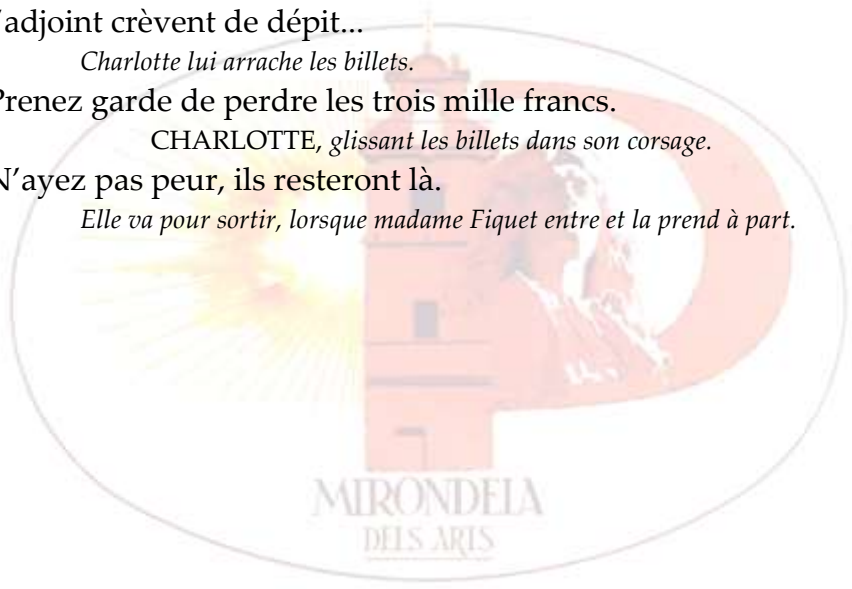 ’adjoint crèvent de dépit...
Charlotte lui arrache les billets.
Prenez garde de perdre les trois mille francs.
CHARLOTTE, glissant les billets dans son corsage.
N’ayez pas peur, ils resteront là.
Elle va pour sortir, lorsque madame Fiquet entre et la prend à part.
MIRONDELA
DELS ARTS